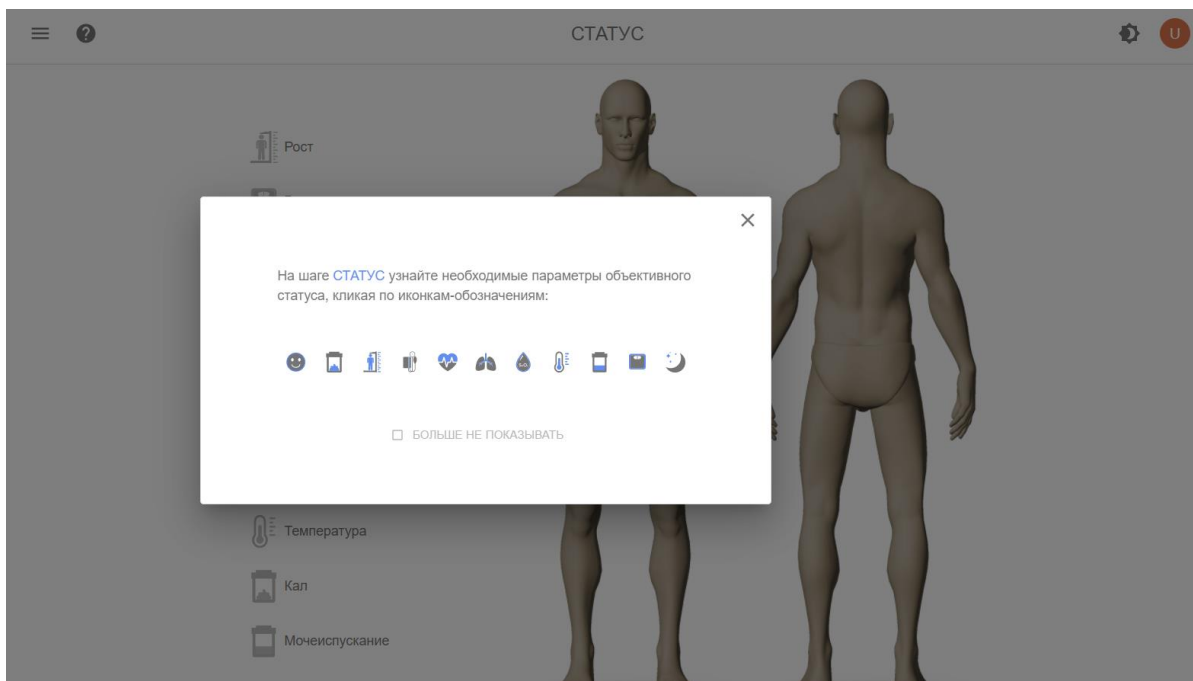 СТАТУС
U
Рост
На шаге СТАТУС узнайте необходимые параметры объективного
статуса, кликая по иконкам-обозначениям:
БОЛЬШЕ НЕ ПОКАЗЫВАТЬ
Температура
Кал
Мочеиспускание